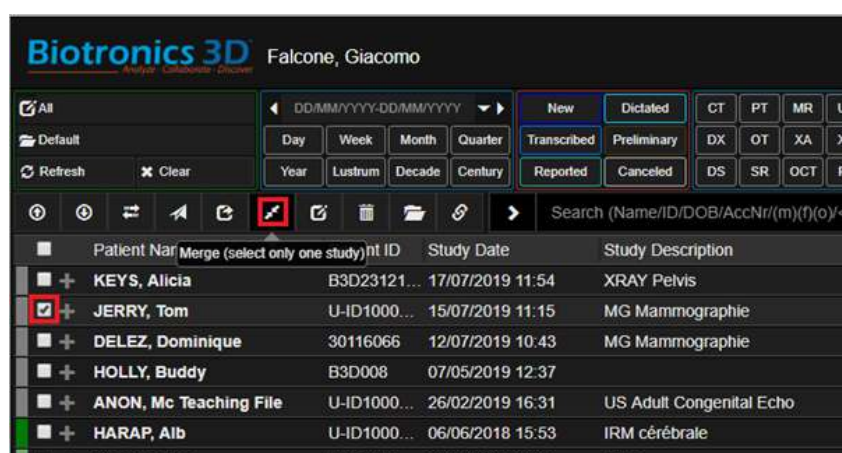 Biotronics 3D Falcone, Giacomo
Analyze - Collaborate - Discover
All DD/MM/YYYY-DD/MM/YYYY New Dictated CT PT MR
Default Day Week Month Quarter Transcribed Preliminary DX OT XA
Refresh Clear Year Lustrum Decade Century Reported Canceled DS SR OCT
Search (Name/ID/DOB/AccNr/(m)(f)(o)/<
Patient Nar Merge (select only one study) nt ID Study Date Study Description
KEYS, Alicia B3D23121... 17/07/2019 11:54 XRAY Pelvis
JERRY, Tom U-ID1000... 15/07/2019 11:15 MG Mammographie
DELEZ, Dominique 30116066 12/07/2019 10:43 MG Mammographie
HOLLY, Buddy B3D008 07/05/2019 12:37
ANON, Mc Teaching File U-ID1000... 26/02/2019 16:31 US Adult Congenital Echo
HARAP, Alb U-ID1000... 06/06/2018 15:53 IRM cérébrale